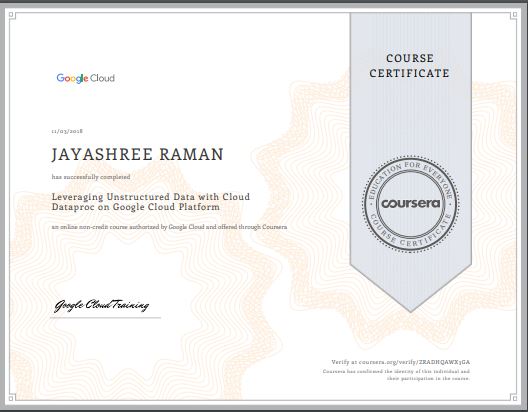 COURSE
CERTIFICATE
Google Cloud
11/03/2018
JAYASHREE RAMAN
has successfully completed
Leveraging Unstructured Data with Cloud
Dataproc on Google Cloud Platform
an online non-credit course authorized by Google Cloud and offered through Coursera
EDUCATION FOR EVERYONE
coursera
COURSE CERTIFICATE
Google Cloud Training
Verify at coursera.org/verify/ZRADHQAWX3GA
Coursera has confirmed the identity of this individual and
their participation in the course.